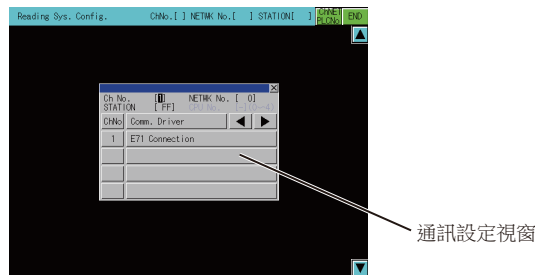 Reading Sys. Config. ChNo.[ ] NETWK No.[ ] STATION[ ] ChNET PLCNo END
Ch No. [1] NETWK No. [ 0]
STATION [ FF] CPU No. [-](0~4)
ChNo Comm. Driver
1 E71 Connection
通訊設定視窗